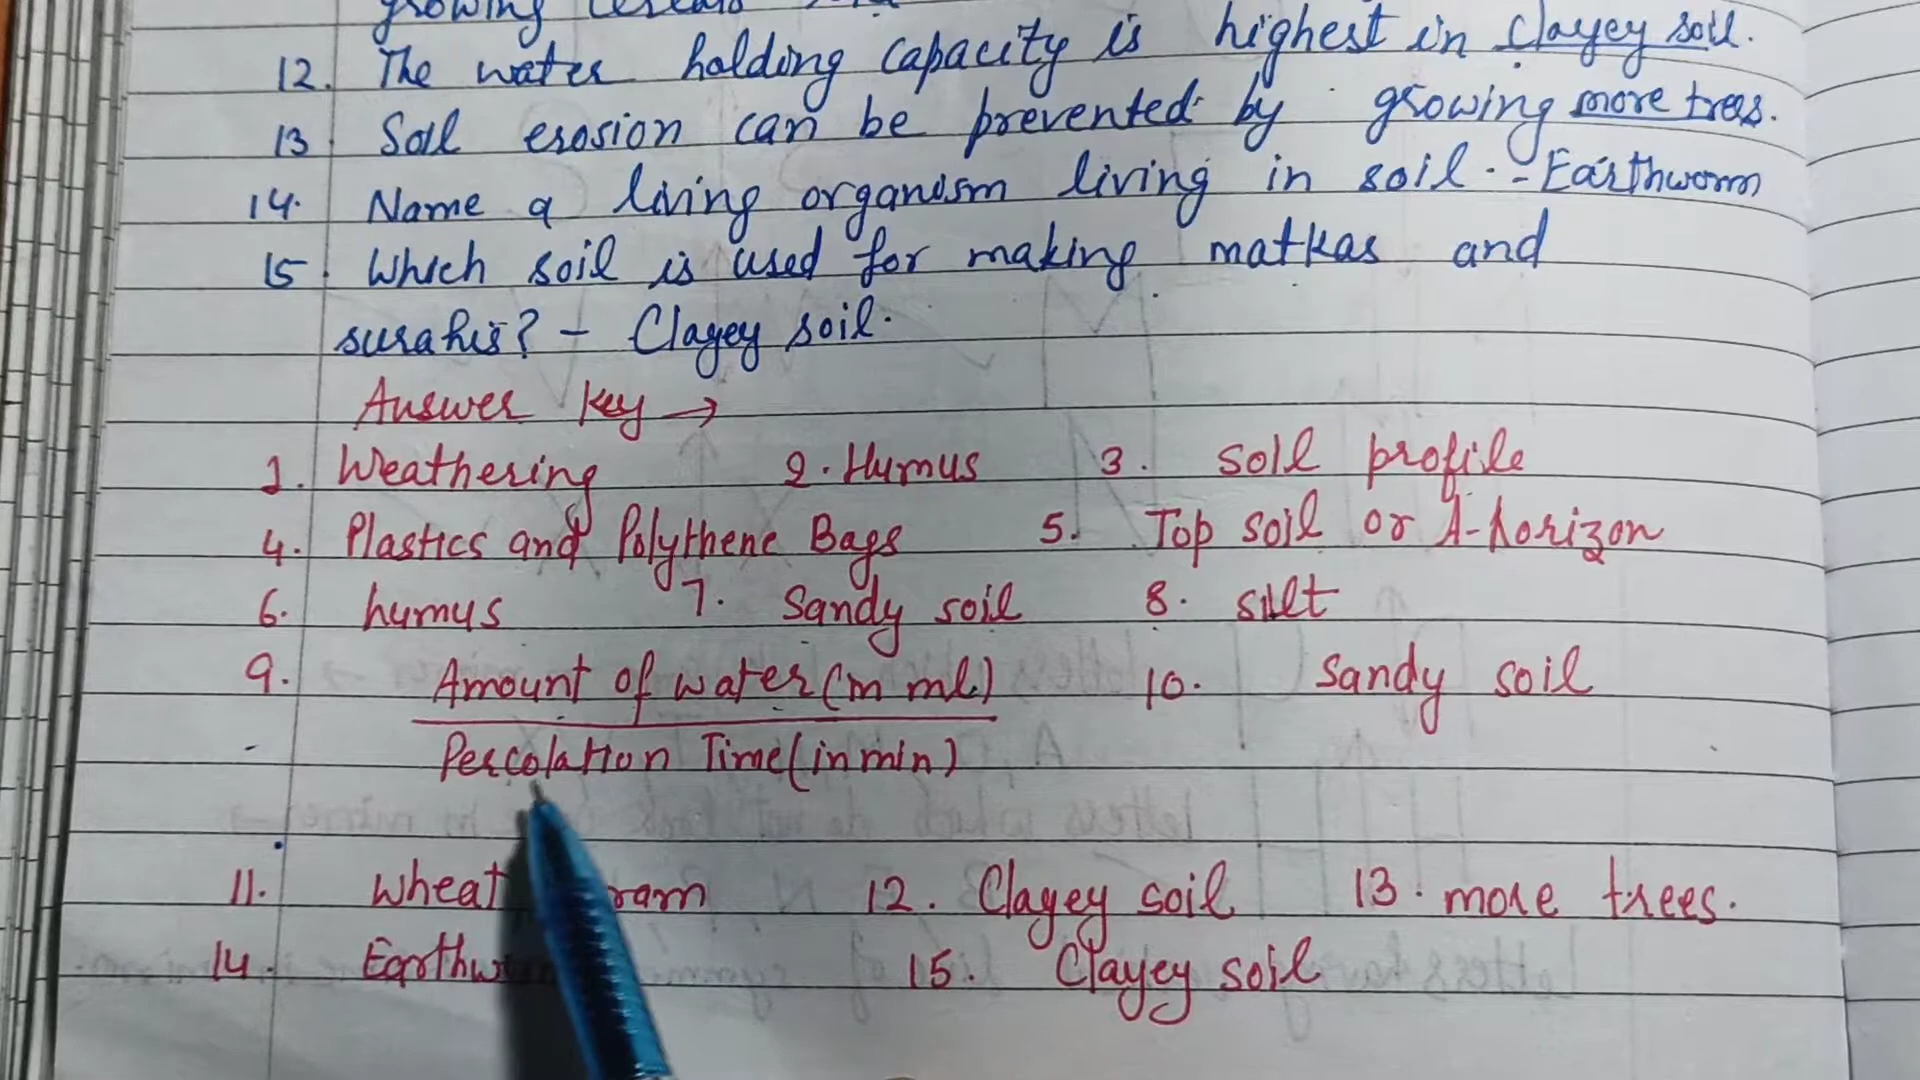 growing
12. The water holding capacity is highest in Clayey soil.
13 Soil erosion can be prevented by growing more trees.
14. Name a living organism living in soil. - Earthworm
15. Which soil is used for making matkas and
surahis? - Clayey soil.
Answer key →
1. Weathering 2. Humus 3. Soil profile
4. Plastics and Polythene Bags 5. Top soil or A-horizon
6. humus 7. Sandy soil 8. silt
9. Amount of water (in ml) 10. Sandy soil
Percolation Time (in min)
11. Wheat 12. Clayey soil 13. more trees.
14. 15. Clayey soil